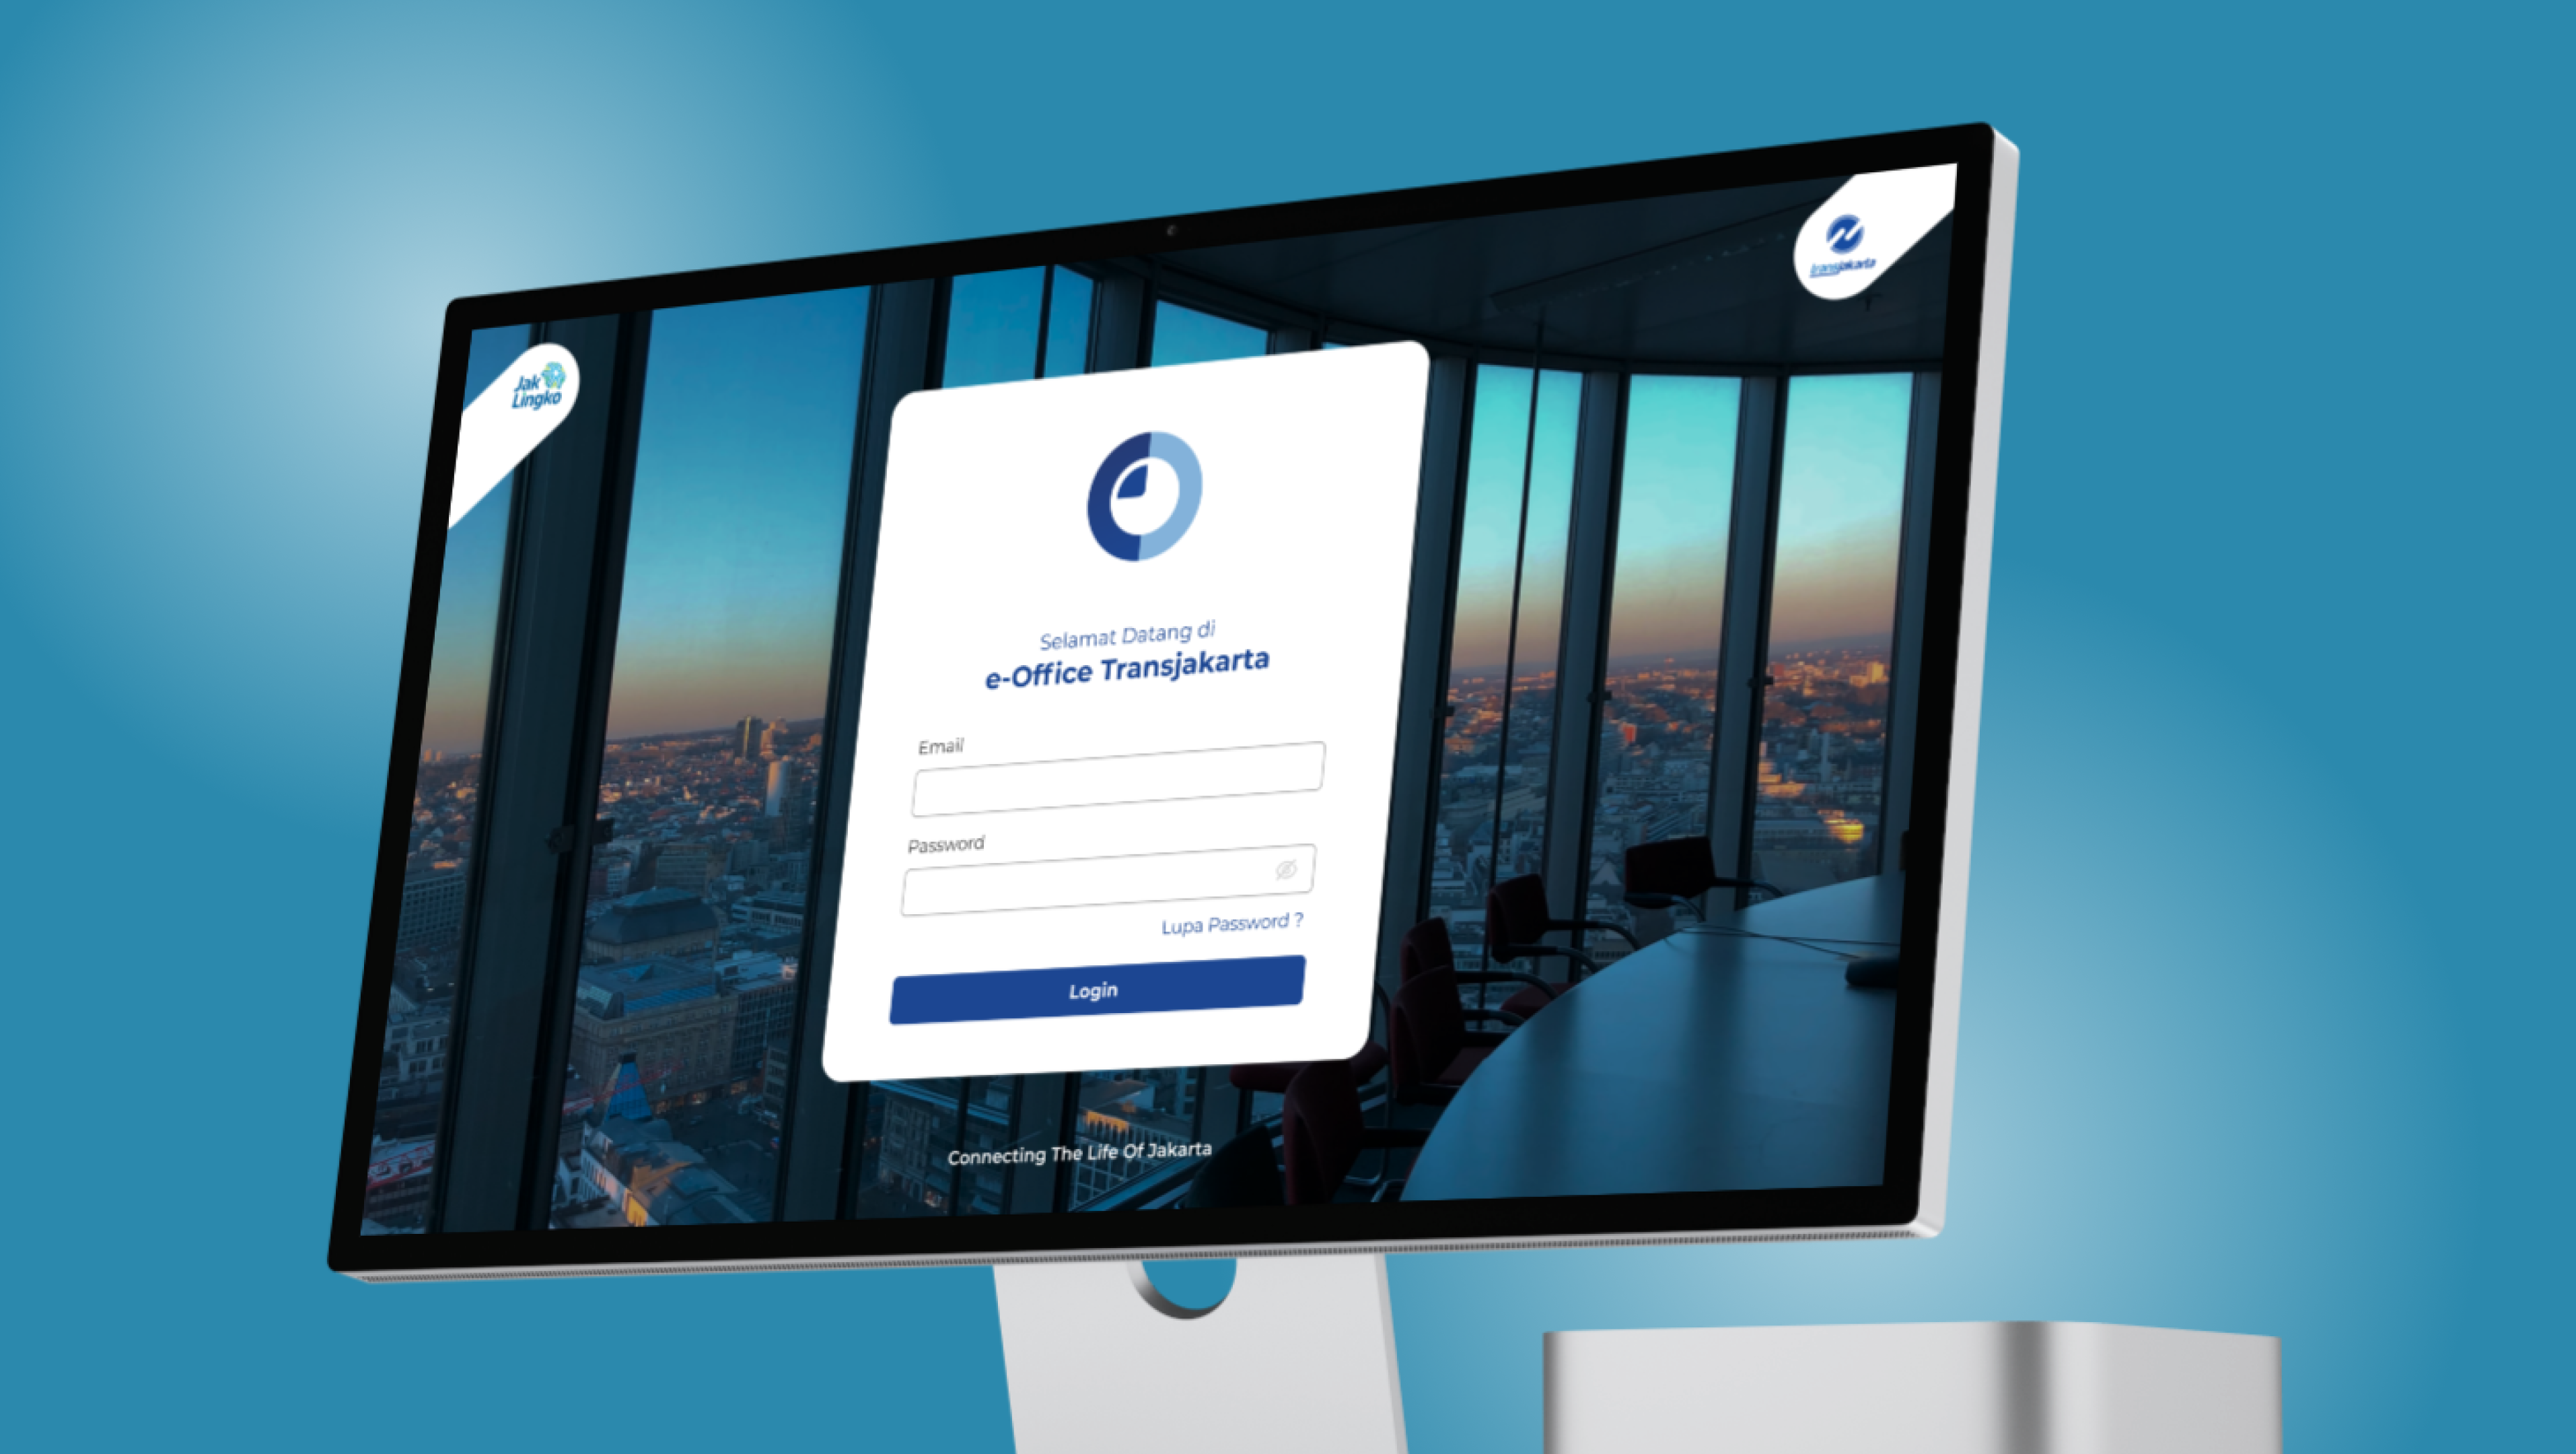 Jak
Lingko
transjakarta
Selamat Datang di
e-Office Transjakarta
Email
Password
Lupa Password ?
Login
Connecting The Life Of Jakarta